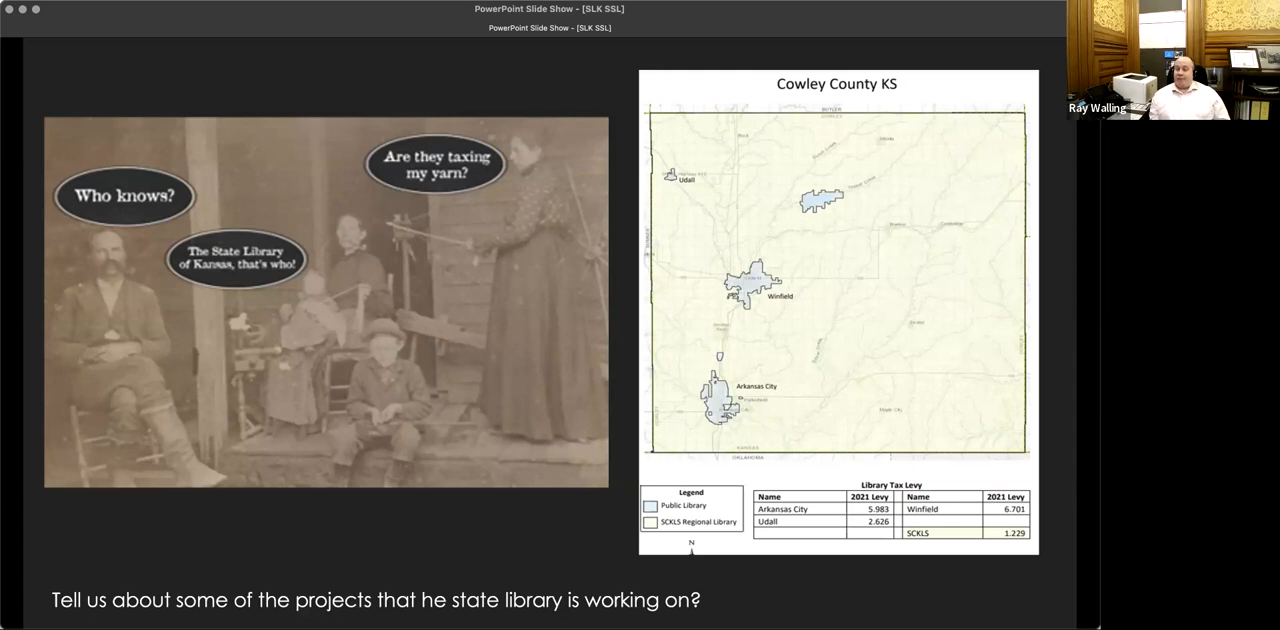 PowerPoint Slide Show - [SLK SSL]
PowerPoint Slide Show - [SLK SSL]
Ray Walling
Who knows?
The State Library
of Kansas, that's who!
Are they taxing
my yarn?
Cowley County KS
BUTLER
Udall
Winfield
Arkansas City
KANSAS
OKLAHOMA
Legend
Public Library
SCKLS Regional Library
N
Library Tax Levy
Name 2021 Levy Name 2021 Levy
Arkansas City 5.983 Winfield 6.701
Udall 2.626
SCKLS 1.229
Tell us about some of the projects that he state library is working on?